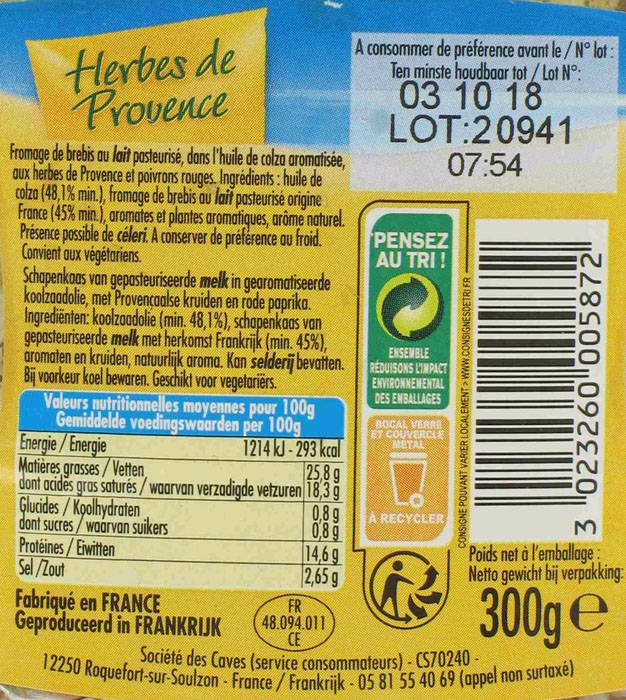 Herbes de
Provence
A consommer de préférence avant le / N° lot :
Ten minste houdbaar tot / Lot N°:
03 10 18
LOT:20941
07:54
Fromage de brebis au lait pasteurisé, dans l'huile de colza aromatisée,
aux herbes de Provence et poivrons rouges. Ingrédients : huile de
colza (48,1% min.), fromage de brebis au lait pasteurisé origine
France (45% min.), aromates et plantes aromatiques, arôme naturel.
Présence possible de céleri. A conserver de préférence au froid.
Convient aux végétariens.
Schapenkaas van gepasteuriseerde melk in gearomatiseerde
koolzaadolie, met Provencaalse kruiden en rode paprika.
Ingrediënten: koolzaadolie (min. 48,1%), schapenkaas van
gepasteuriseerde melk met herkomst Frankrijk (min. 45%),
aromaten en kruiden, natuurlijk aroma. Kan selderij bevatten.
Bij voorkeur koel bewaren. Geschikt voor vegetariërs.
Valeurs nutritionnelles moyennes pour 100g
Gemiddelde voedingswaarden per 100g
Energie / Energie 1214 kJ - 293 kcal
Matières grasses / Vetten 25,8 g
dont acides gras saturés / waarvan verzadigde vetzuren 18,3 g
Glucides / Koolhydraten 0,8 g
dont sucres / waarvan suikers 0,8 g
Protéines / Eiwitten 14,6 g
Sel /Zout 2,65 g
Fabriqué en FRANCE
Geproduceerd in FRANKRIJK
FR
48.094.011
CE
PENSEZ
AU TRI !
ENSEMBLE
RÉDUISONS L'IMPACT
ENVIRONNEMENTAL
DES EMBALLAGES
BOCAL VERRE
ET COUVERCLE
MÉTAL
À RECYCLER
CONSIGNE POUVANT VARIER LOCALEMENT > WWW.CONSIGNESDETRI.FR
3 023260 005872
Poids net à l'emballage :
Netto gewicht bij verpakking:
300g e
Société des Caves (service consommateurs) - CS70240 -
12250 Roquefort-sur-Soulzon - France / Frankrijk - 05 81 55 40 69 (appel non surtaxé)